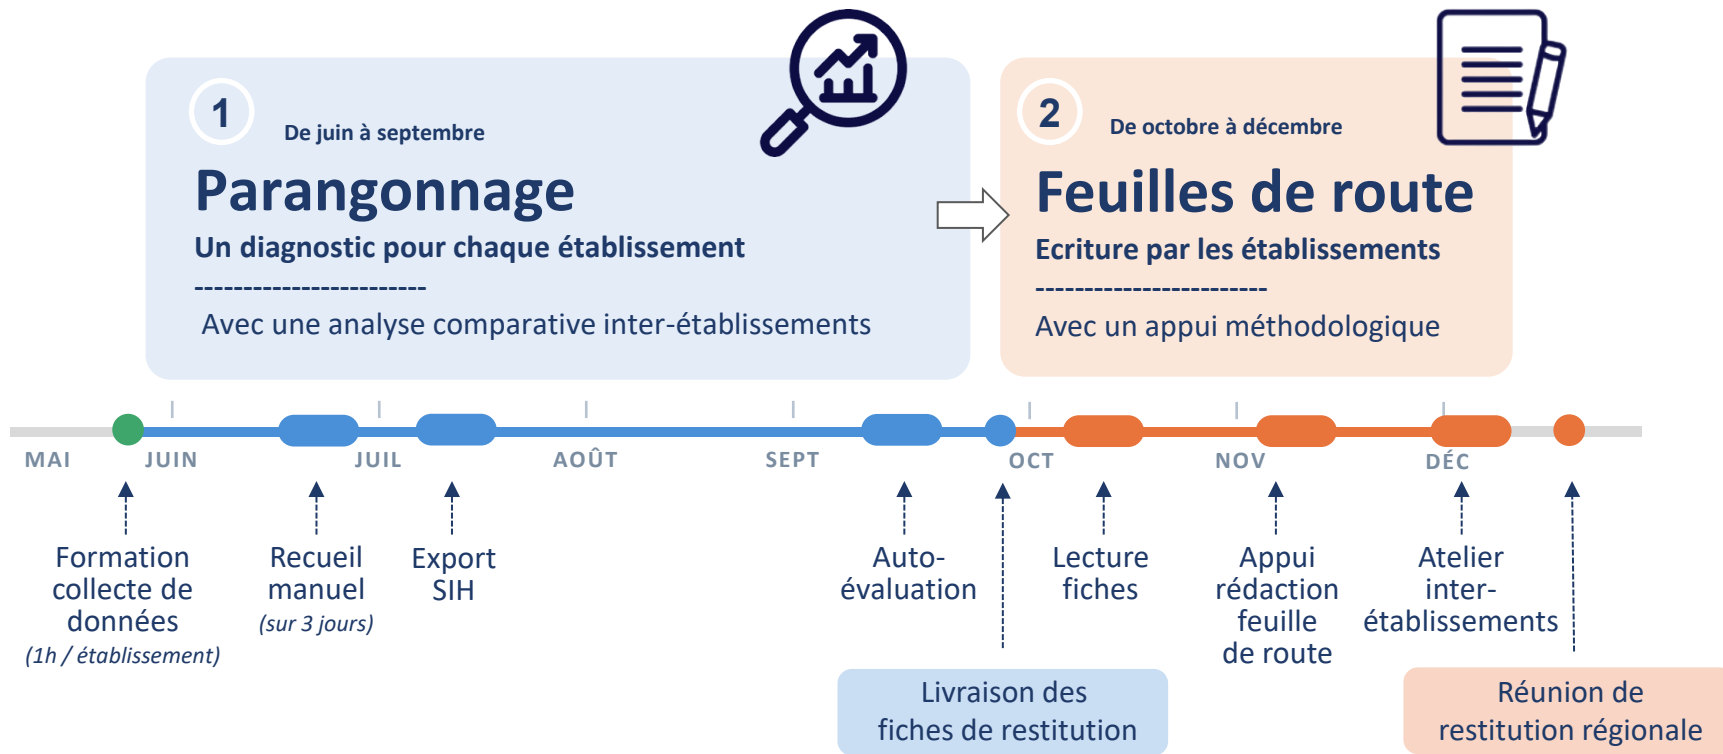 1
De juin à septembre
Parangonnage
Un diagnostic pour chaque établissement
------------------------
Avec une analyse comparative inter-établissements
2
De octobre à décembre
Feuilles de route
Ecriture par les établissements
------------------------
Avec un appui méthodologique
MAI
JUIN
JUIL
AOÛT
SEPT
OCT
NOV
DÉC
Formation
collecte de
données
(1h / établissement)
Recueil
manuel
(sur 3 jours)
Export
SIH
Auto-
évaluation
Livraison des
fiches de restitution
Lecture
fiches
Appui
rédaction
feuille
de route
Atelier
inter-
établissements
Réunion de
restitution régionale